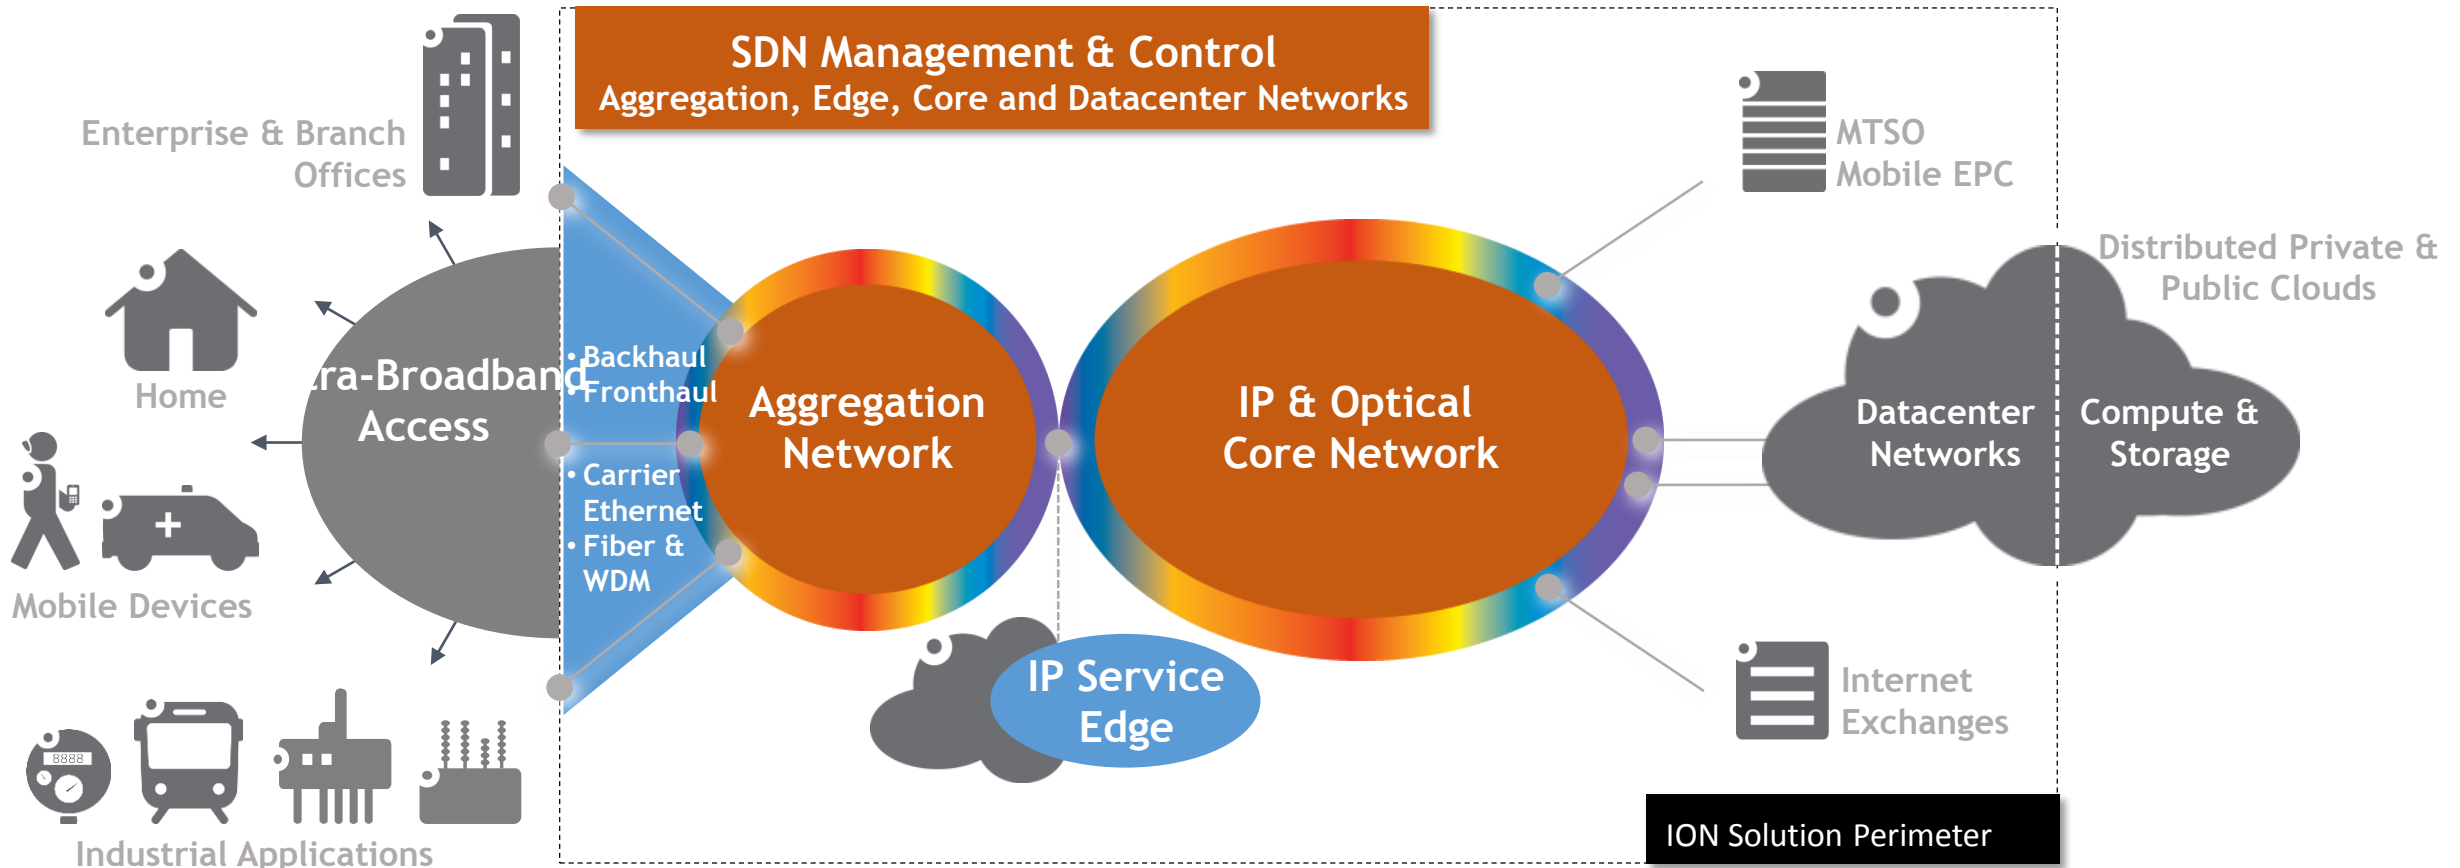 SDN Management & Control
Aggregation, Edge, Core and Datacenter Networks
Enterprise & Branch
Offices
MTSO
Mobile EPC
Distributed Private &
Public Clouds
Home
ra-Broadband
Access
• Backhaul
• Fronthaul
• Carrier
Ethernet
• Fiber &
WDM
Aggregation
Network
IP & Optical
Core Network
Datacenter
Networks
Compute &
Storage
Mobile Devices
IP Service
Edge
Internet
Exchanges
8888
Industrial Applications
ION Solution Perimeter